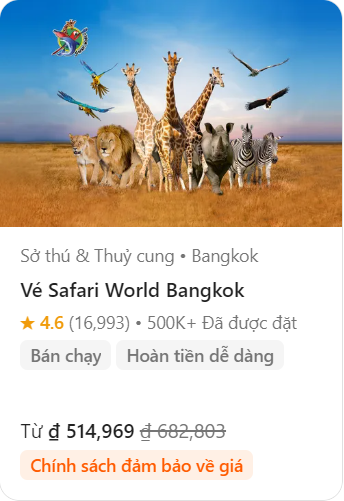 Sở thú & Thuỷ cung • Bangkok
Vé Safari World Bangkok
★ 4.6 (16,993) • 500K+ Đã được đặt
Bán chạy Hoàn tiền dễ dàng
Từ ₫ 514,969 ₫ 682,803
Chính sách đảm bảo về giá